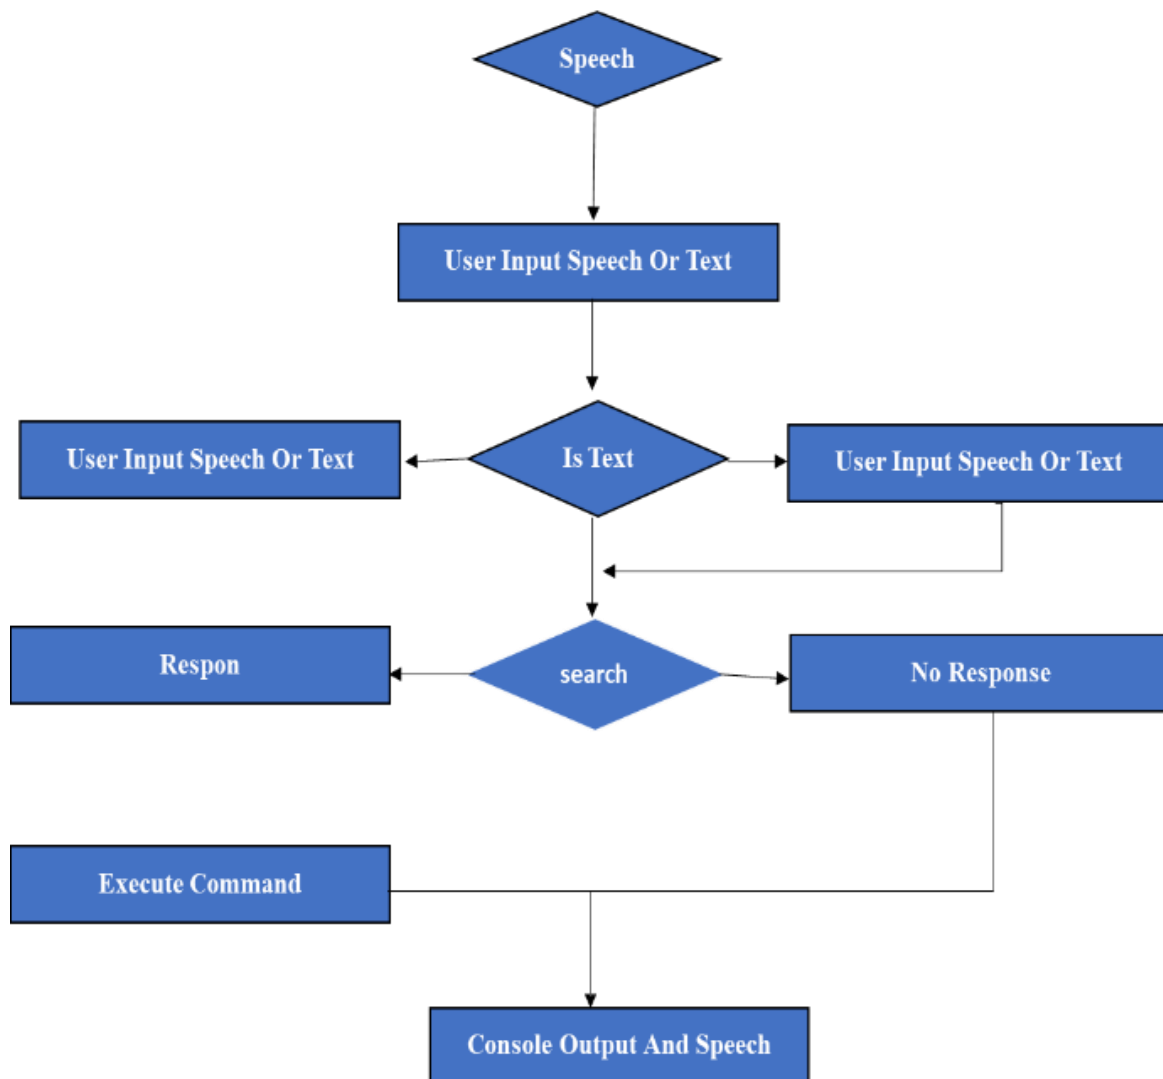 Speech
User Input Speech Or Text
User Input Speech Or Text
Is Text
User Input Speech Or Text
Respon
search
No Response
Execute Command
Console Output And Speech